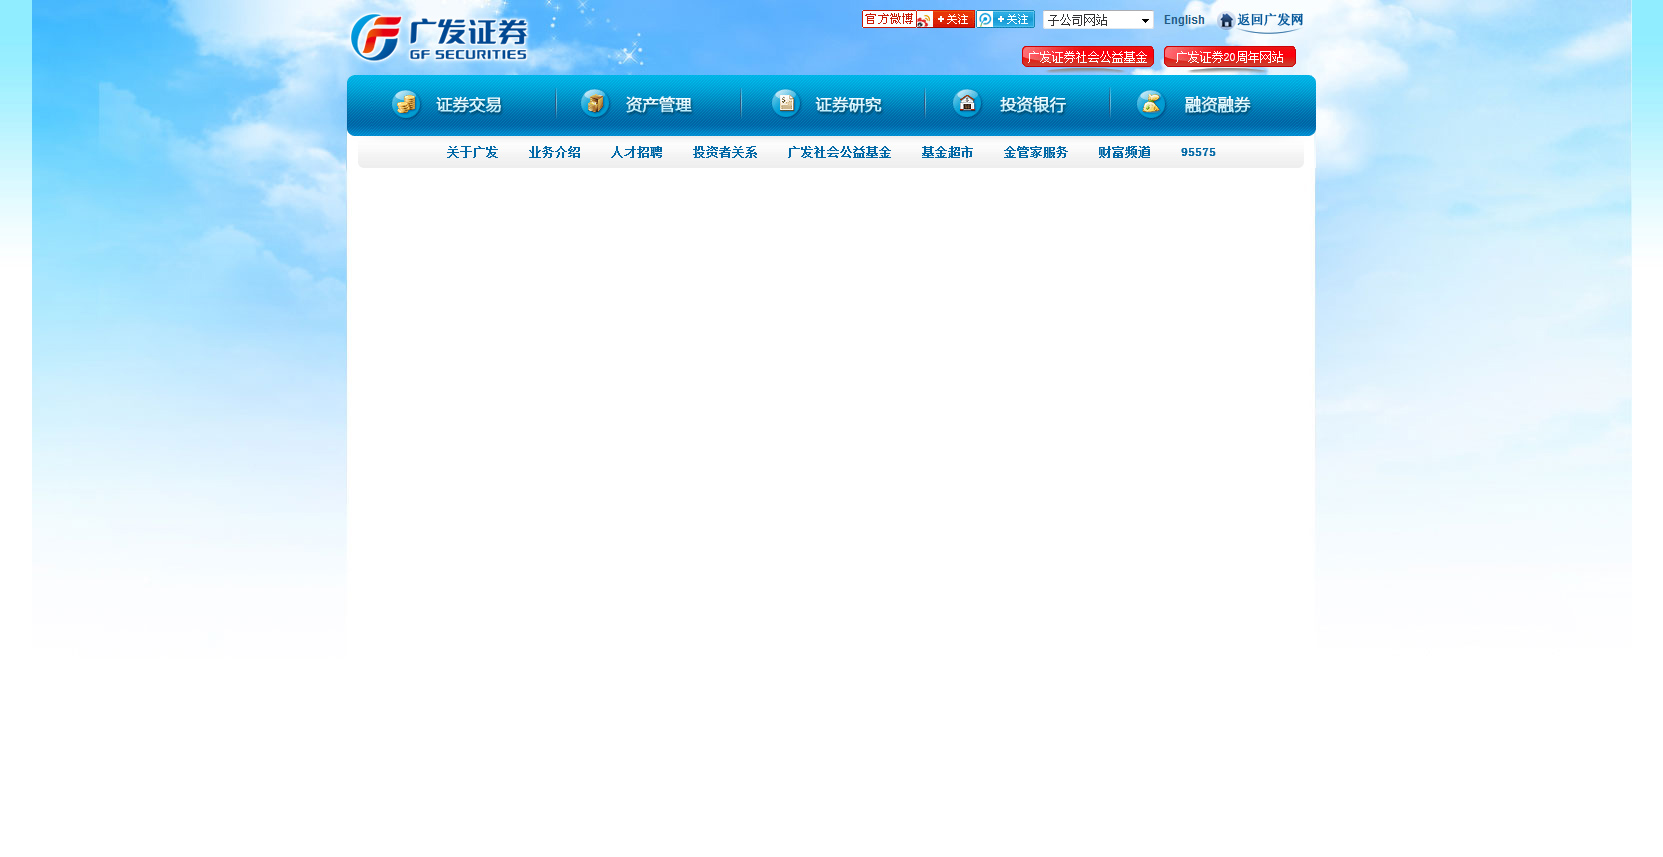 广发证券
GF SECURITIES
官方微博 +关注 +关注 子公司网站 English 返回广发网
广发证券社会公益基金 广发证券20周年网站
证券交易 资产管理 证券研究 投资银行 融资融券
关于广发 业务介绍 人才招聘 投资者关系 广发社会公益基金 基金超市 金管家服务 财富频道 95575